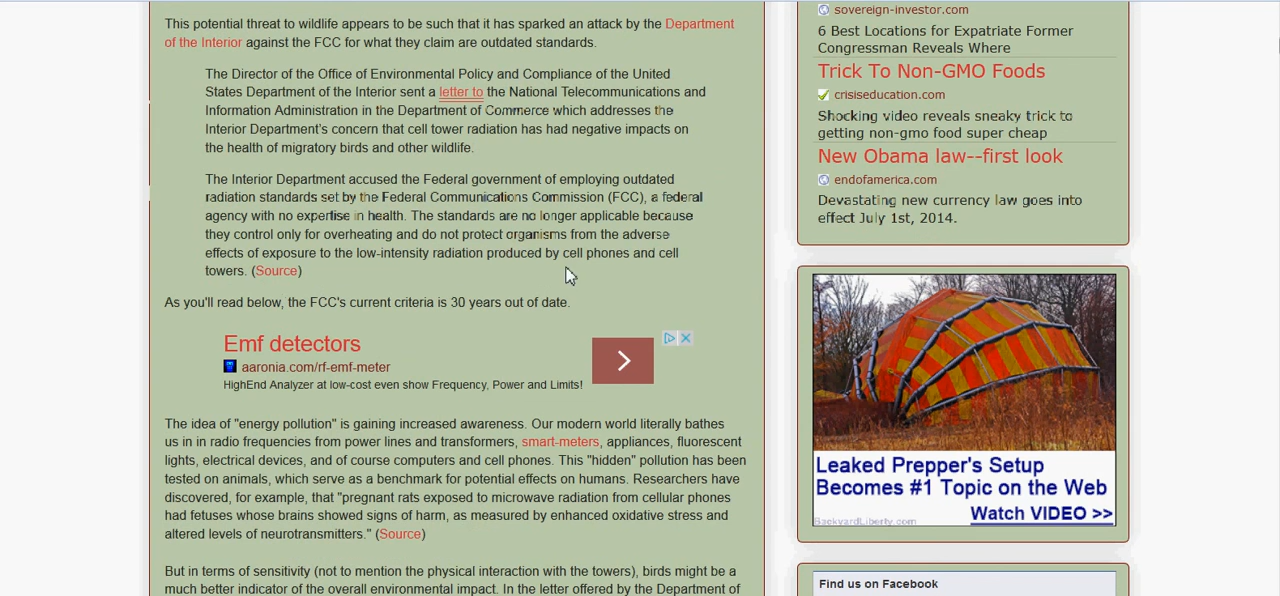 This potential threat to wildlife appears to be such that it has sparked an attack by the Department
of the Interior against the FCC for what they claim are outdated standards.
The Director of the Office of Environmental Policy and Compliance of the United
States Department of the Interior sent a letter to the National Telecommunications and
Information Administration in the Department of Commerce which addresses the
Interior Department's concern that cell tower radiation has had negative impacts on
the health of migratory birds and other wildlife.
The Interior Department accused the Federal government of employing outdated
radiation standards set by the Federal Communications Commission (FCC), a federal
agency with no expertise in health. The standards are no longer applicable because
they control only for overheating and do not protect organisms from the adverse
effects of exposure to the low-intensity radiation produced by cell phones and cell
towers. (Source)
As you'll read below, the FCC's current criteria is 30 years out of date.
Emf detectors
aaronia.com/rf-emf-meter
HighEnd Analyzer at low-cost even show Frequency, Power and Limits!
The idea of "energy pollution" is gaining increased awareness. Our modern world literally bathes
us in in radio frequencies from power lines and transformers, smart-meters, appliances, fluorescent
lights, electrical devices, and of course computers and cell phones. This "hidden" pollution has been
tested on animals, which serve as a benchmark for potential effects on humans. Researchers have
discovered, for example, that "pregnant rats exposed to microwave radiation from cellular phones
had fetuses whose brains showed signs of harm, as measured by enhanced oxidative stress and
altered levels of neurotransmitters." (Source)
But in terms of sensitivity (not to mention the physical interaction with the towers), birds might be a
much better indicator of the overall environmental impact. In the letter offered by the Department of
sovereign-investor.com
6 Best Locations for Expatriate Former
Congressman Reveals Where
Trick To Non-GMO Foods
crisiseducation.com
Shocking video reveals sneaky trick to
getting non-gmo food super cheap
New Obama law--first look
endofamerica.com
Devastating new currency law goes into
effect July 1st, 2014.
Leaked Prepper's Setup
Becomes #1 Topic on the Web
BackyardLiberty.com
Watch VIDEO >>
Find us on Facebook